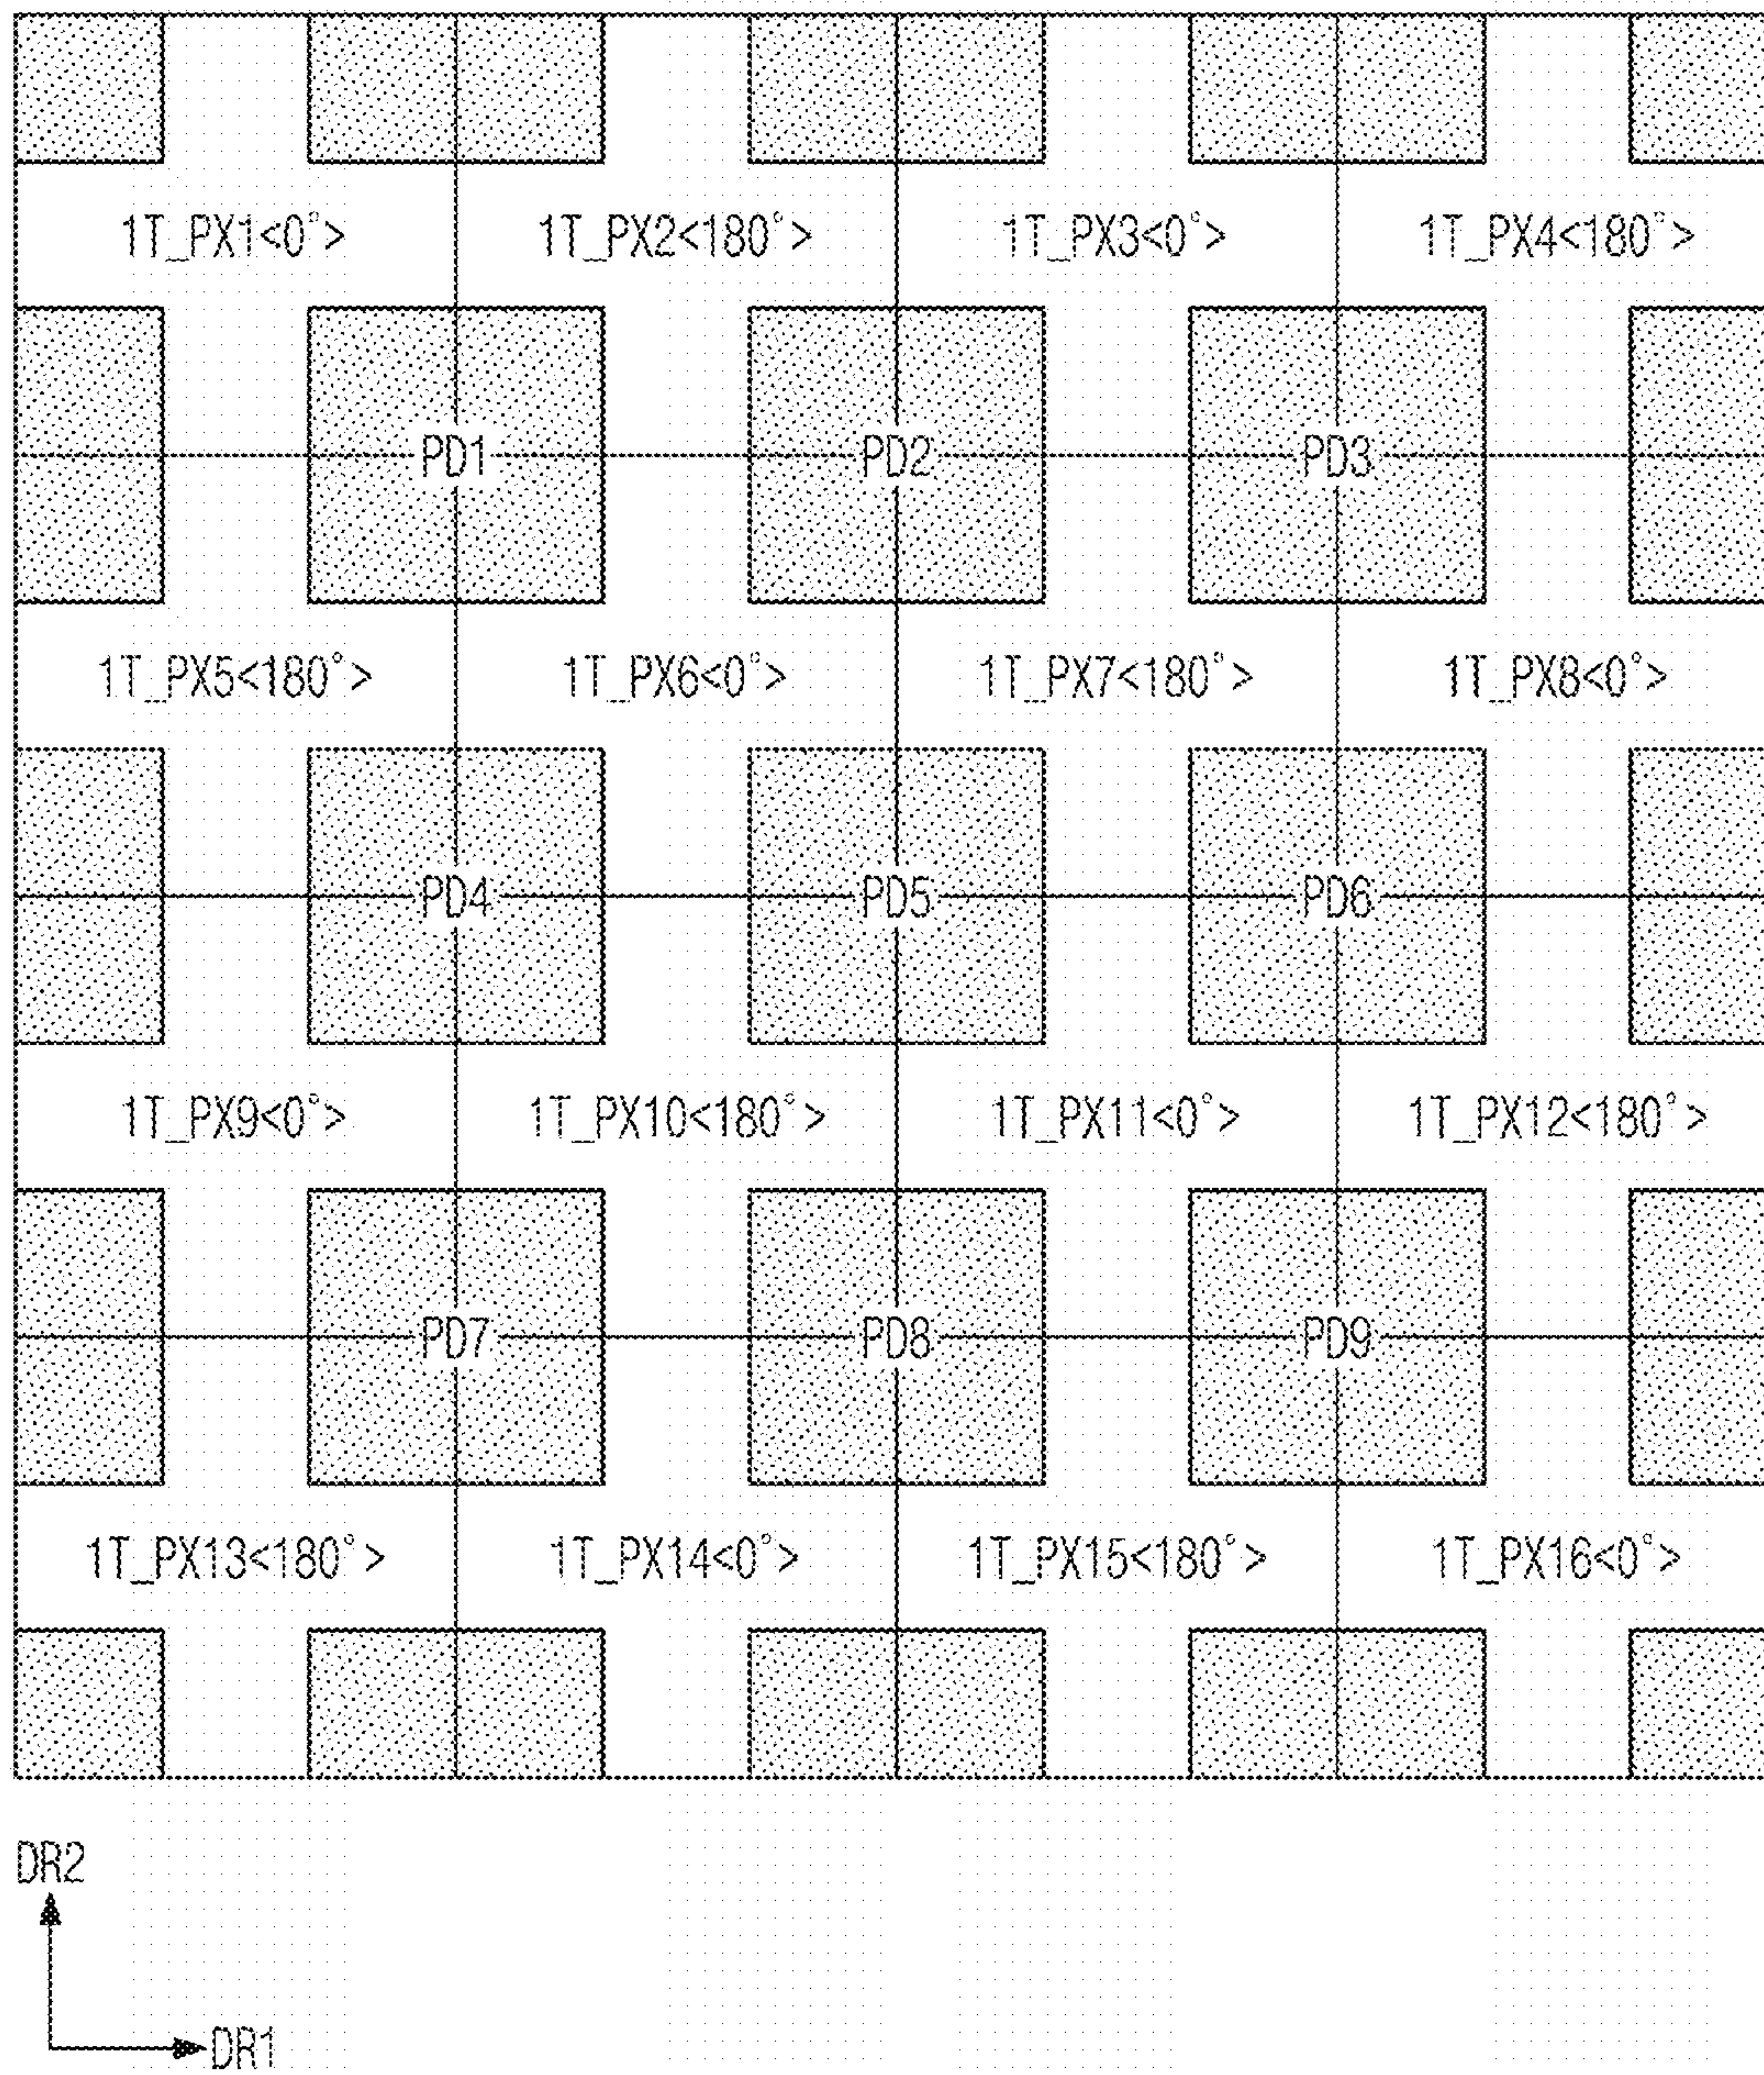 1T_PX1<0°> 1T_PX2<180°> 1T_PX3<0°> 1T_PX4<180°>
PD1 PD2 PD3
1T_PX5<180°> 1T_PX6<0°> 1T_PX7<180°> 1T_PX8<0°>
PD4 PD5 PD6
1T_PX9<0°> 1T_PX10<180°> 1T_PX11<0°> 1T_PX12<180°>
PD7 PD8 PD9
1T_PX13<180°> 1T_PX14<0°> 1T_PX15<180°> 1T_PX16<0°>
DR2
DR1